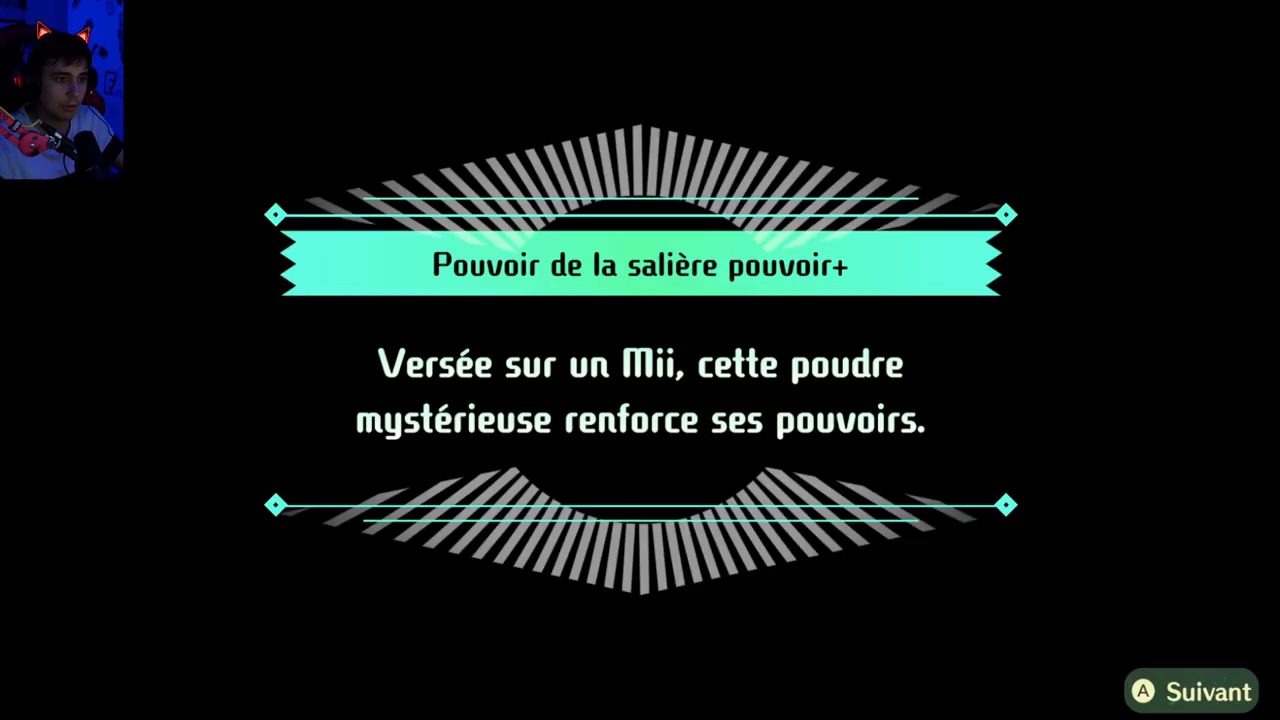 Pouvoir de la salière pouvoir+
Versée sur un Mii, cette poudre
mystérieuse renforce ses pouvoirs.
A Suivant